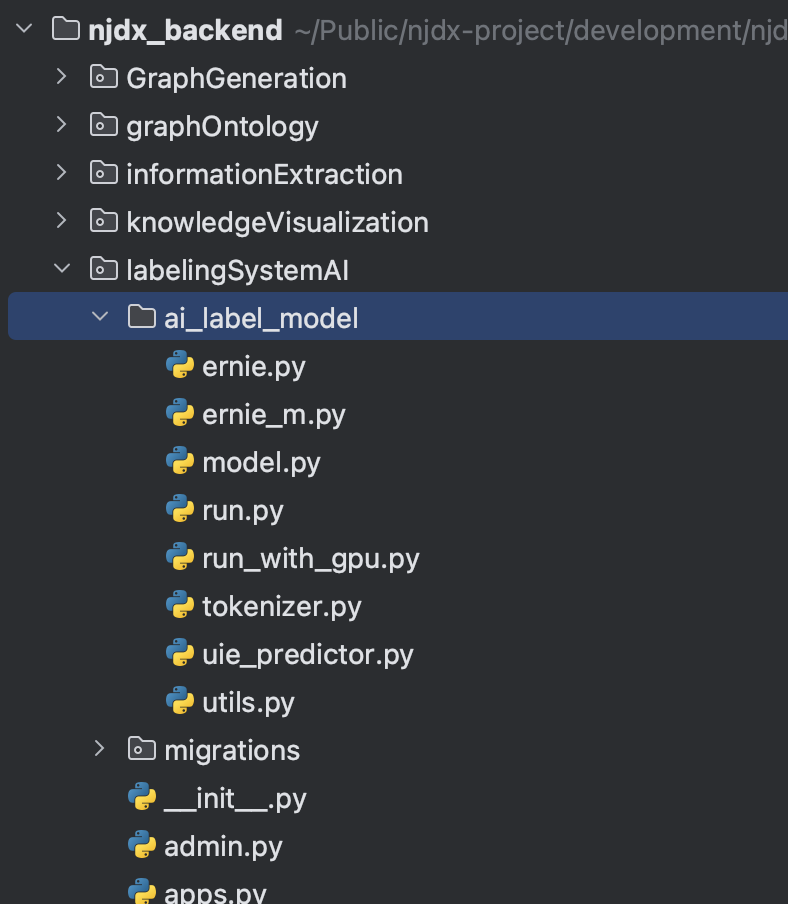 njdx_backend ~/Public/njdx-project/development/njd
GraphGeneration
graphOntology
informationExtraction
knowledgeVisualization
labelingSystemAI
ai_label_model
ernie.py
ernie_m.py
model.py
run.py
run_with_gpu.py
tokenizer.py
uie_predictor.py
utils.py
migrations
__init__.py
admin.py
apps.py